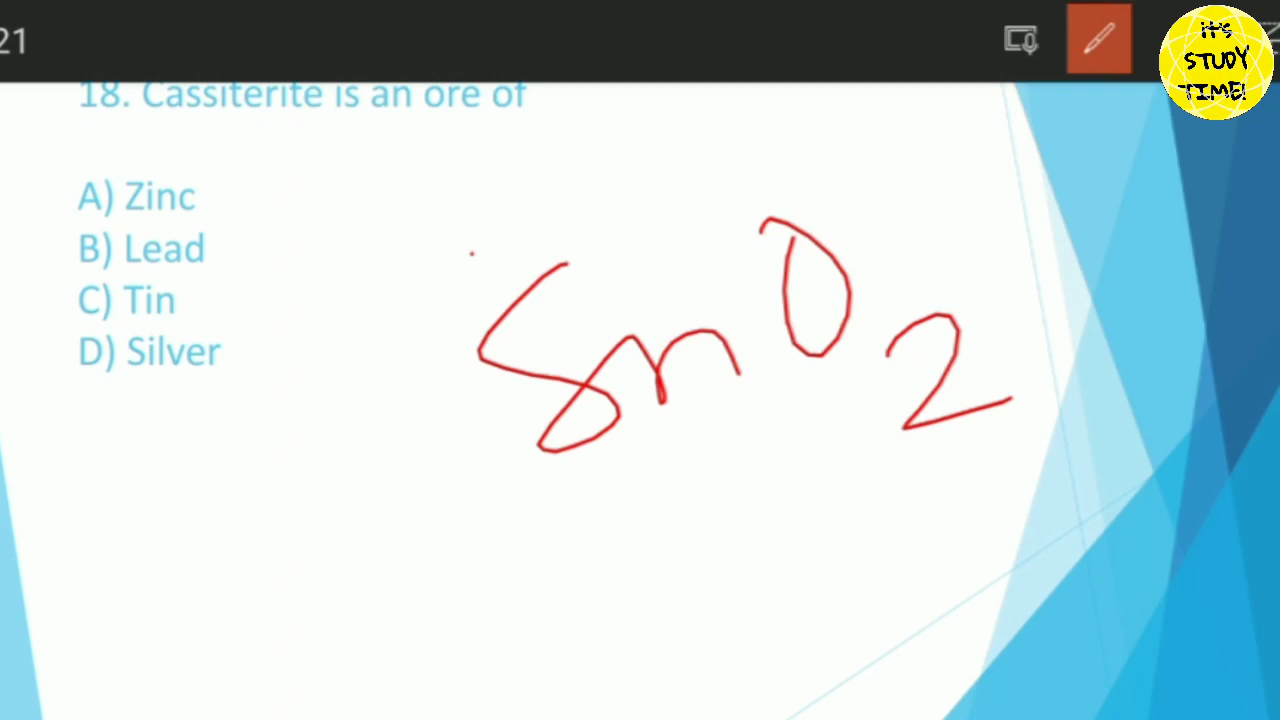 21
IT'S
STUDY
TIME!
18. Cassiterite is an ore of
A) Zinc
B) Lead
C) Tin
D) Silver
SnO2